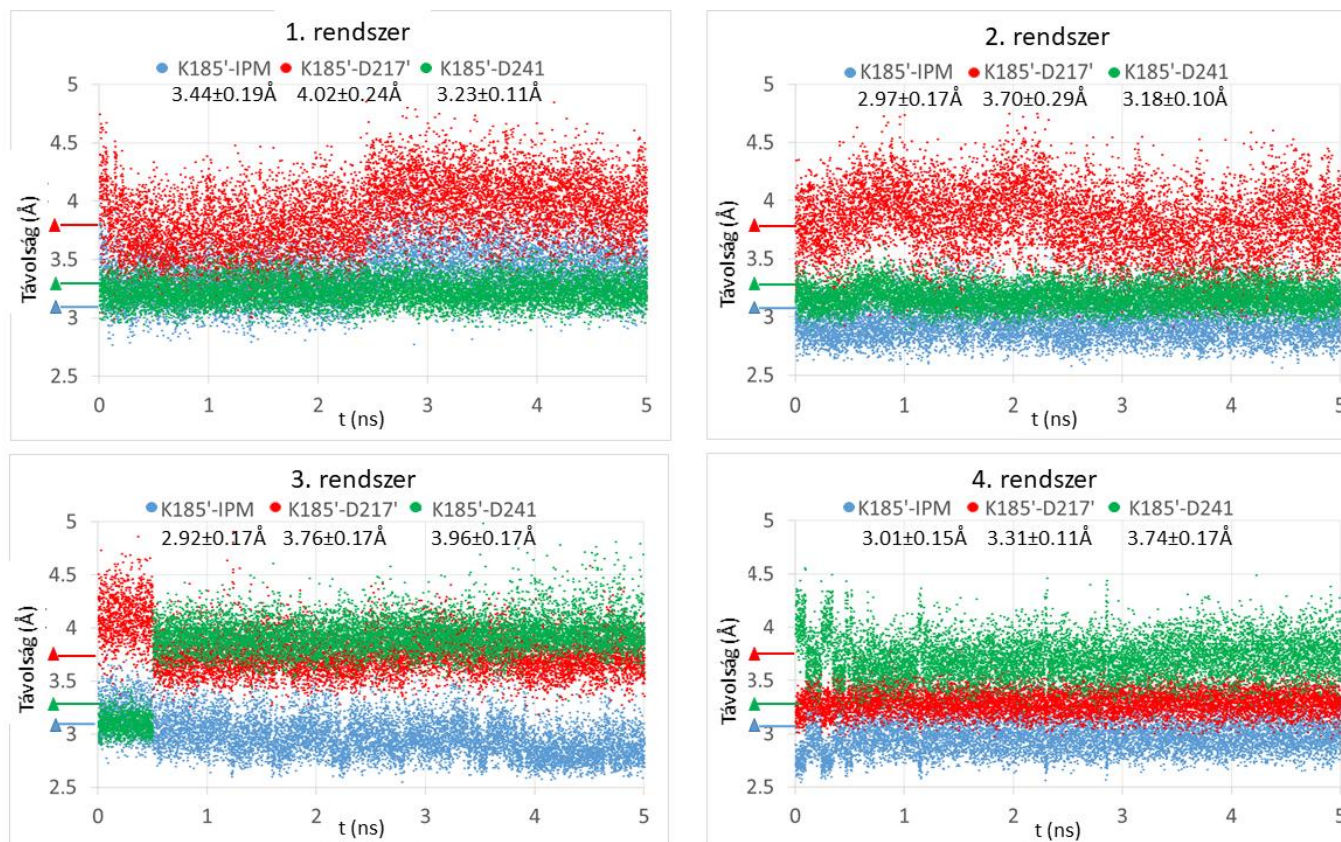 1. rendszer
K185'-IPM K185'-D217' K185'-D241
3.44±0.19Å 4.02±0.24Å 3.23±0.11Å
5
4.5
4
3.5
3
2.5
Távolság (Å)
0 1 2 3 4 5
t (ns)
2. rendszer
K185'-IPM K185'-D217' K185'-D241
2.97±0.17Å 3.70±0.29Å 3.18±0.10Å
5
4.5
4
3.5
3
2.5
Távolság (Å)
0 1 2 3 4 5
t (ns)
3. rendszer
K185'-IPM K185'-D217' K185'-D241
2.92±0.17Å 3.76±0.17Å 3.96±0.17Å
5
4.5
4
3.5
3
2.5
Távolság (Å)
0 1 2 3 4 5
t (ns)
4. rendszer
K185'-IPM K185'-D217' K185'-D241
3.01±0.15Å 3.31±0.11Å 3.74±0.17Å
5
4.5
4
3.5
3
2.5
Távolság (Å)
0 1 2 3 4 5
t (ns)